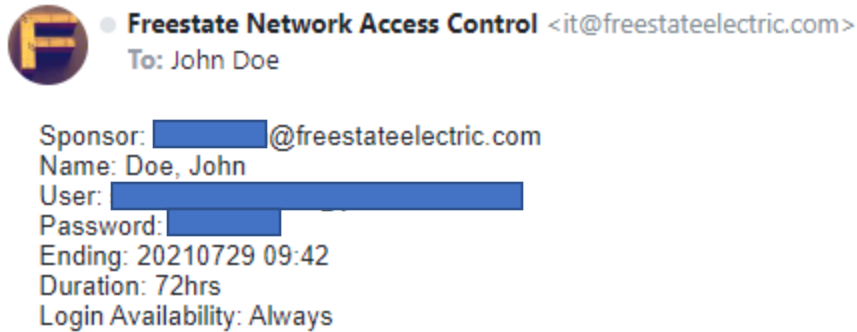 Freestate Network Access Control <it@freestateelectric.com>
To: John Doe
Sponsor: @freestateelectric.com
Name: Doe, John
User:
Password:
Ending: 20210729 09:42
Duration: 72hrs
Login Availability: Always